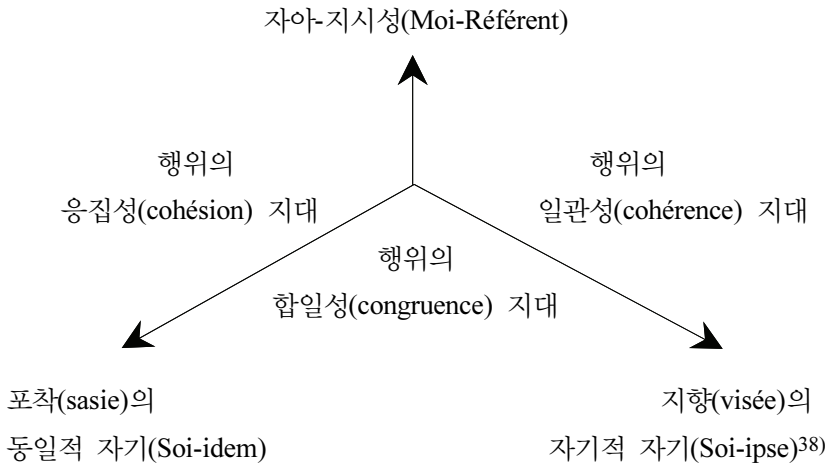 자아-지시성(Moi-Référent)
행위의
응집성(cohésion) 지대
행위의
일관성(cohérence) 지대
행위의
합일성(congruence) 지대
포착(sasie)의
동일적 자기(Soi-idem)
지향(visée)의
자기적 자기(Soi-ipse)38)